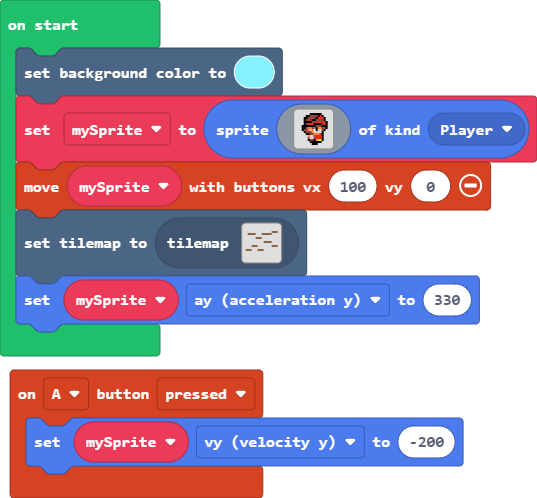 on start
set background color to
set mySprite to sprite of kind Player
move mySprite with buttons vx 100 vy 0
set tilemap to tilemap
set mySprite ay (acceleration y) to 330
on A button pressed
set mySprite vy (velocity y) to -200